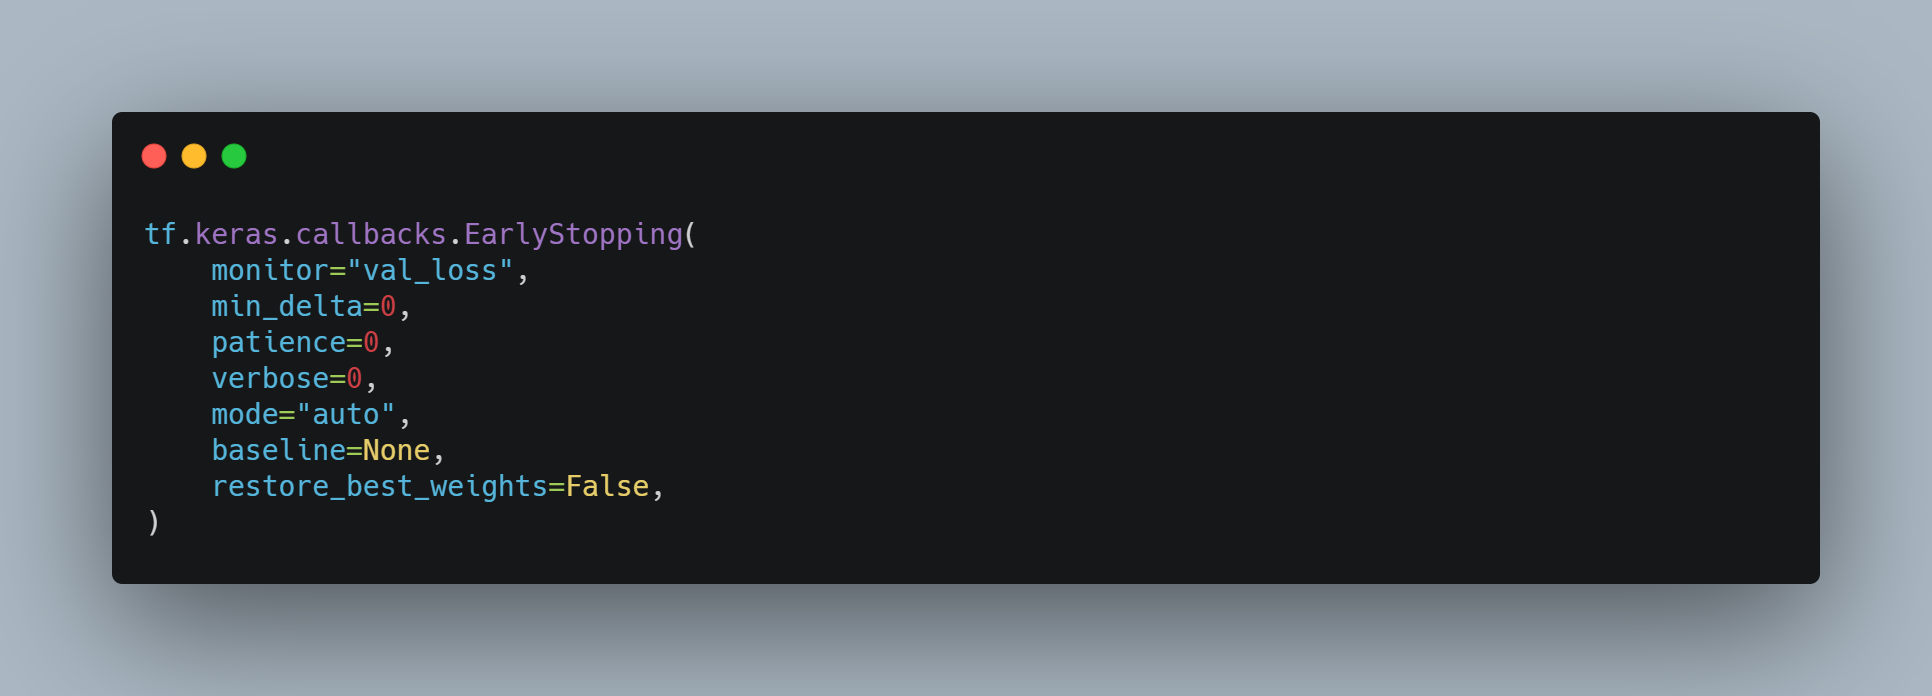 tf.keras.callbacks.EarlyStopping(
    monitor="val_loss",
    min_delta=0,
    patience=0,
    verbose=0,
    mode="auto",
    baseline=None,
    restore_best_weights=False,
)